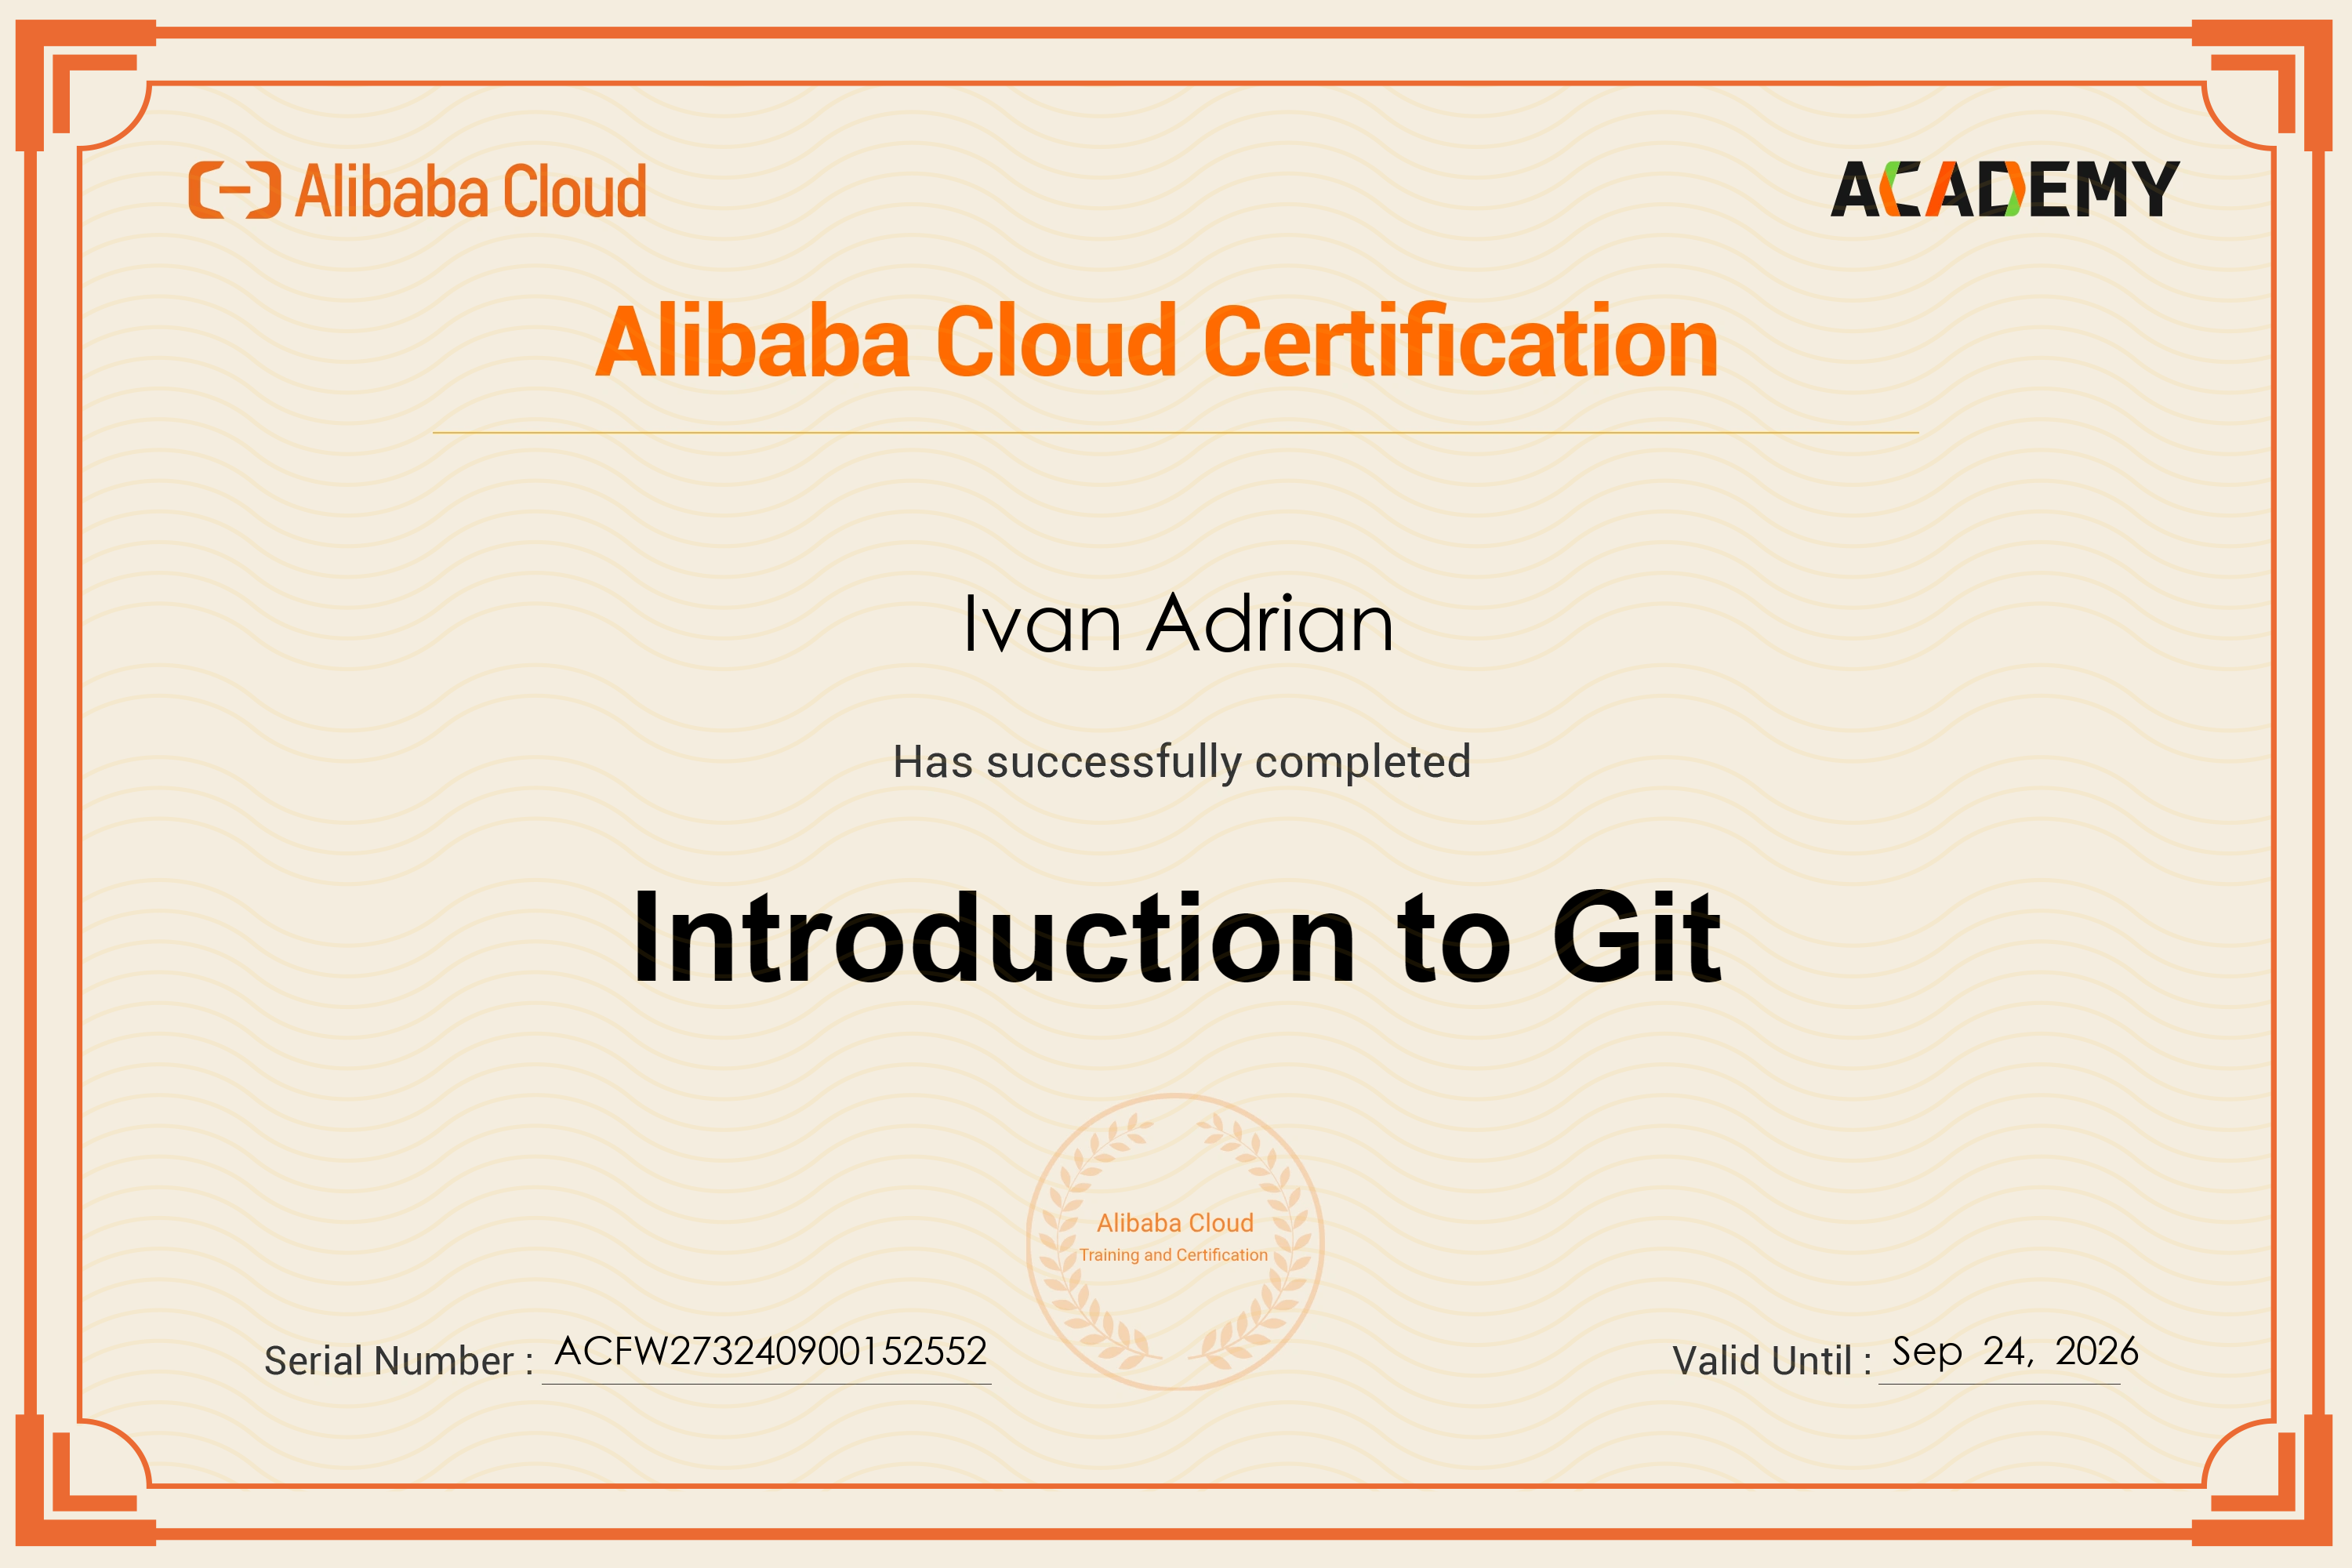 Alibaba Cloud
ACADEMY
Alibaba Cloud Certification
Ivan Adrian
Has successfully completed
Introduction to Git
Alibaba Cloud
Training and Certification
Serial Number : ACFW273240900152552
Valid Until : Sep 24, 2026